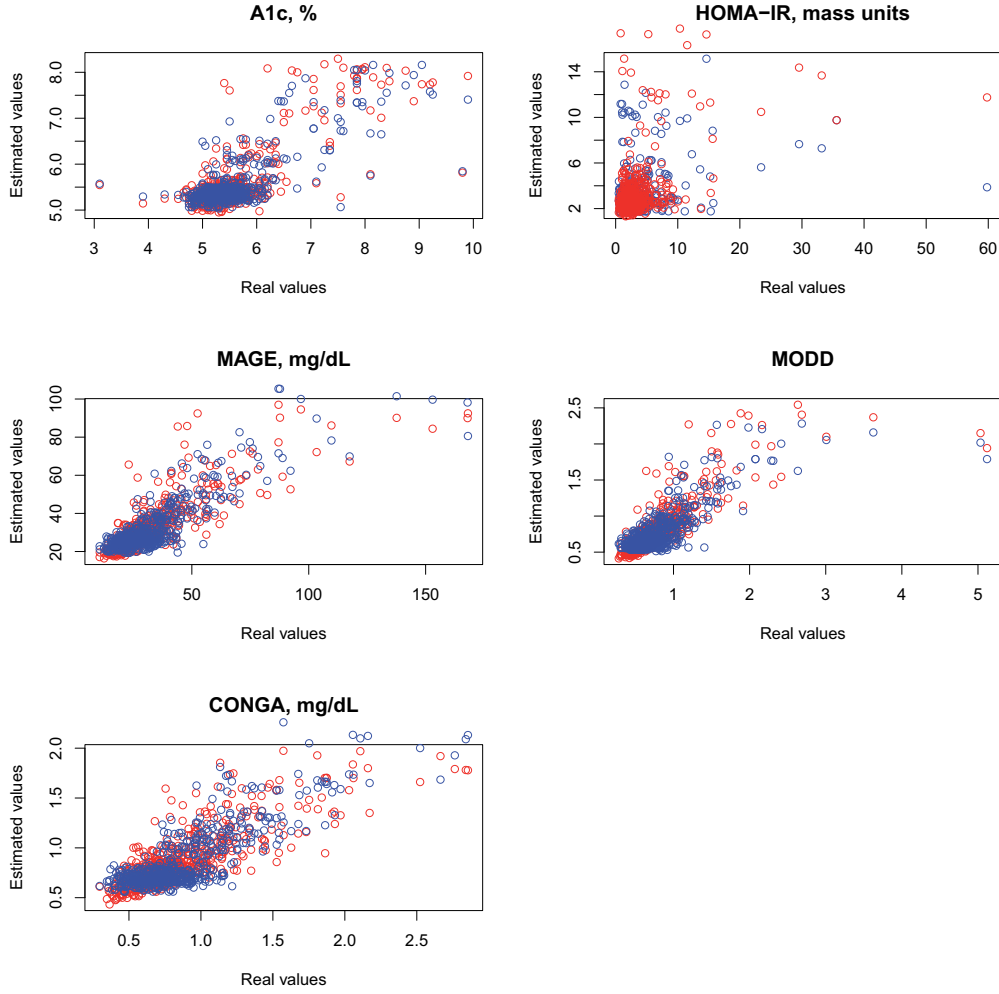 A1c, %
Estimated values
8.0
7.0
6.0
5.0
3 4 5 6 7 8 9 10
Real values
HOMA−IR, mass units
Estimated values
14
10
6
2
0 10 20 30 40 50 60
Real values
MAGE, mg/dL
Estimated values
100
80
60
40
20
50 100 150
Real values
MODD
Estimated values
2.5
1.5
0.5
1 2 3 4 5
Real values
CONGA, mg/dL
Estimated values
2.0
1.5
1.0
0.5
0.5 1.0 1.5 2.0 2.5
Real values